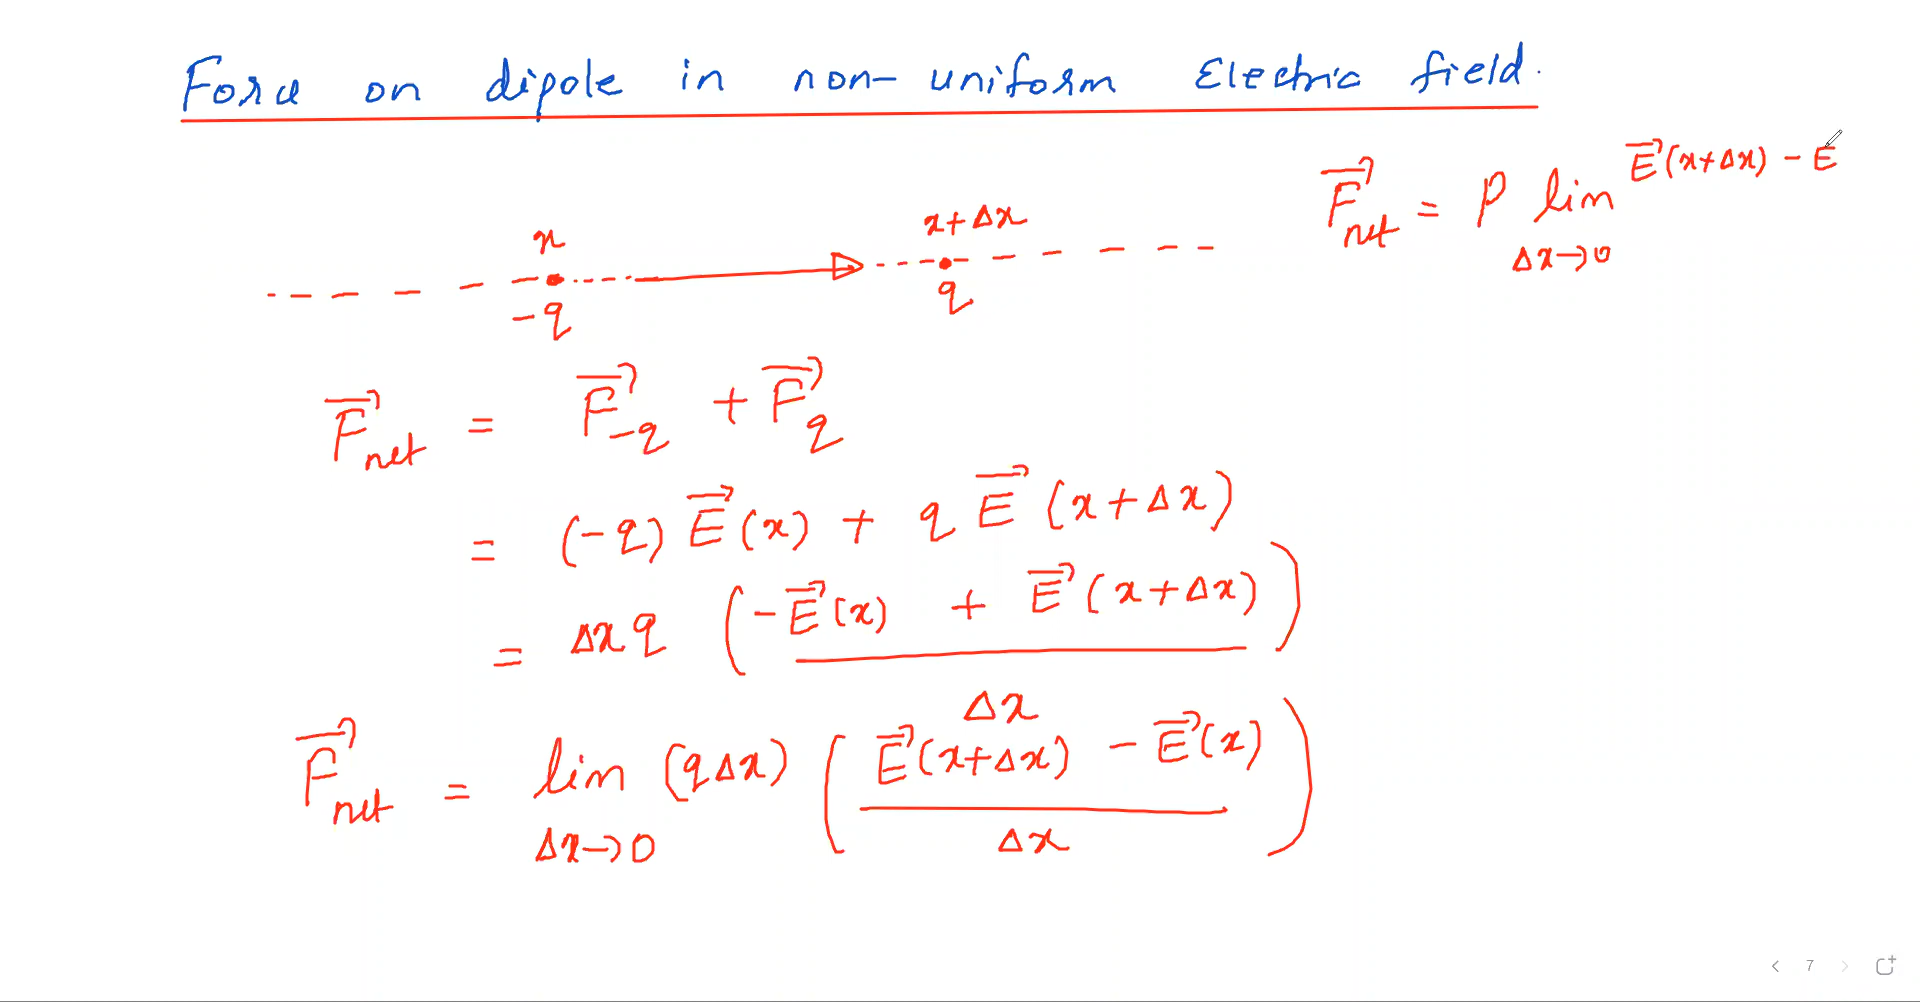 Force on dipole in non-uniform Electric field.
x
x+Δx
-q
q
F⃗net = F⃗-q + F⃗q
= (-q) E⃗(x) + q E⃗(x+Δx)
= Δx q (-E⃗(x) + E⃗(x+Δx))
Δx
F⃗net = lim (qΔx) (E⃗(x+Δx) - E⃗(x))
Δx→0 Δx
F⃗net = P lim E⃗(x+Δx) - E
Δx→0
7